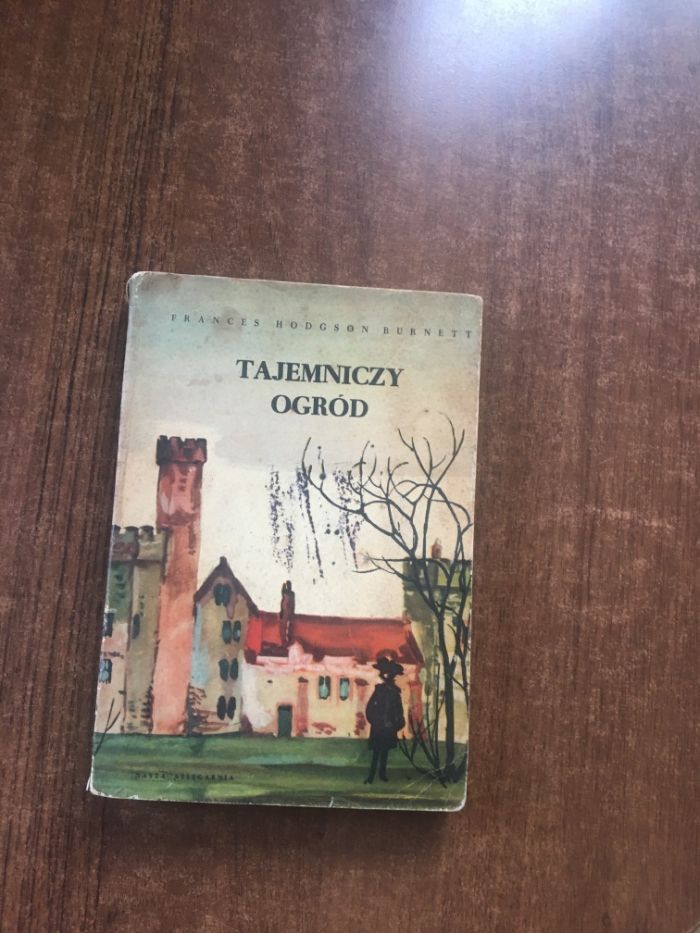 FRANCES HODGSON BURNETT
TAJEMNICZY
OGRÓD
NASZA KSIĘGARNIA